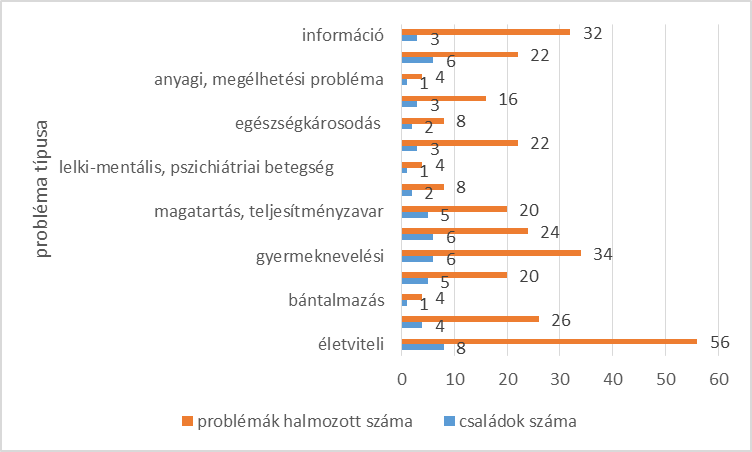 információ 32
3
22
6
anyagi, megélhetési probléma 4
1
16
3
egészségkárosodás 8
2
22
3
lelki-mentális, pszichiátriai betegség 4
1
8
2
magatartás, teljesítményzavar 20
5
24
6
gyermeknevelési 34
6
20
5
bántalmazás 4
1
26
4
életviteli 56
8
probléma típusa
0 10 20 30 40 50 60
problémák halmozott száma családok száma